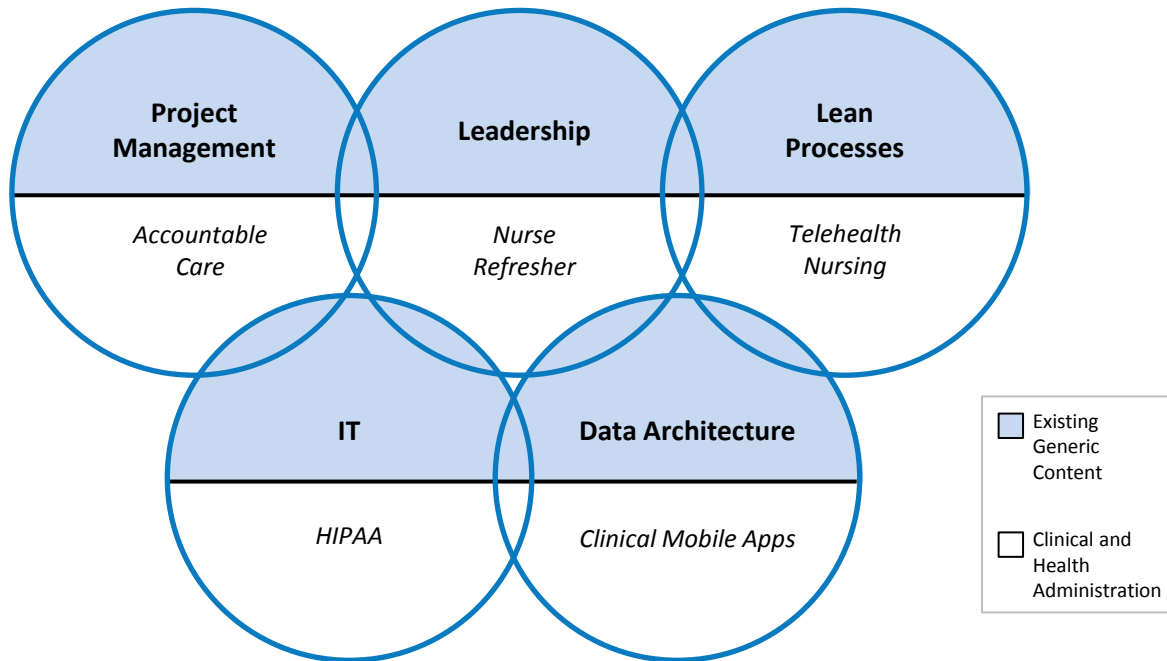 Project
Management
Leadership
Lean
Processes
Accountable
Care
Nurse
Refresher
Telehealth
Nursing
IT
Data Architecture
HIPAA
Clinical Mobile Apps
Existing
Generic
Content
Clinical and
Health
Administration